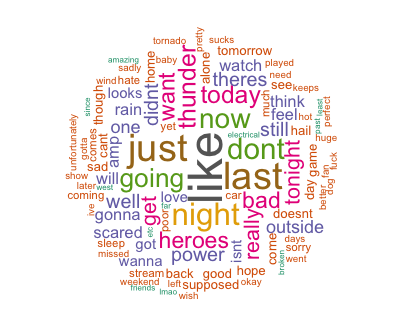 tornado
pretty
sucks
amazing
baby
alone
tomorrow
sadly
home
watch
played
wind
hate
thunder
theres
need
since
though
looks
didnt
want
today
much
see
keeps
rain
think
unfortunately
gotta
comes
one
yet
now
feel
hot
past
least
perfect
electrical
still
hail
huge
sad
cant
amp
just
like
dont
day
game
show
will
going
last
tonight
better
fan
fuck
dog
later
west
coming
well
love
far
car
bad
ive
gonna
get
poor
night
really
doesnt
scared
etc
outside
sleep
got
heroes
isnt
come
days
sorry
missed
wanna
power
broken
went
stream
back
good
hope
weekend
left
supposed
okay
friends
lmao
wish